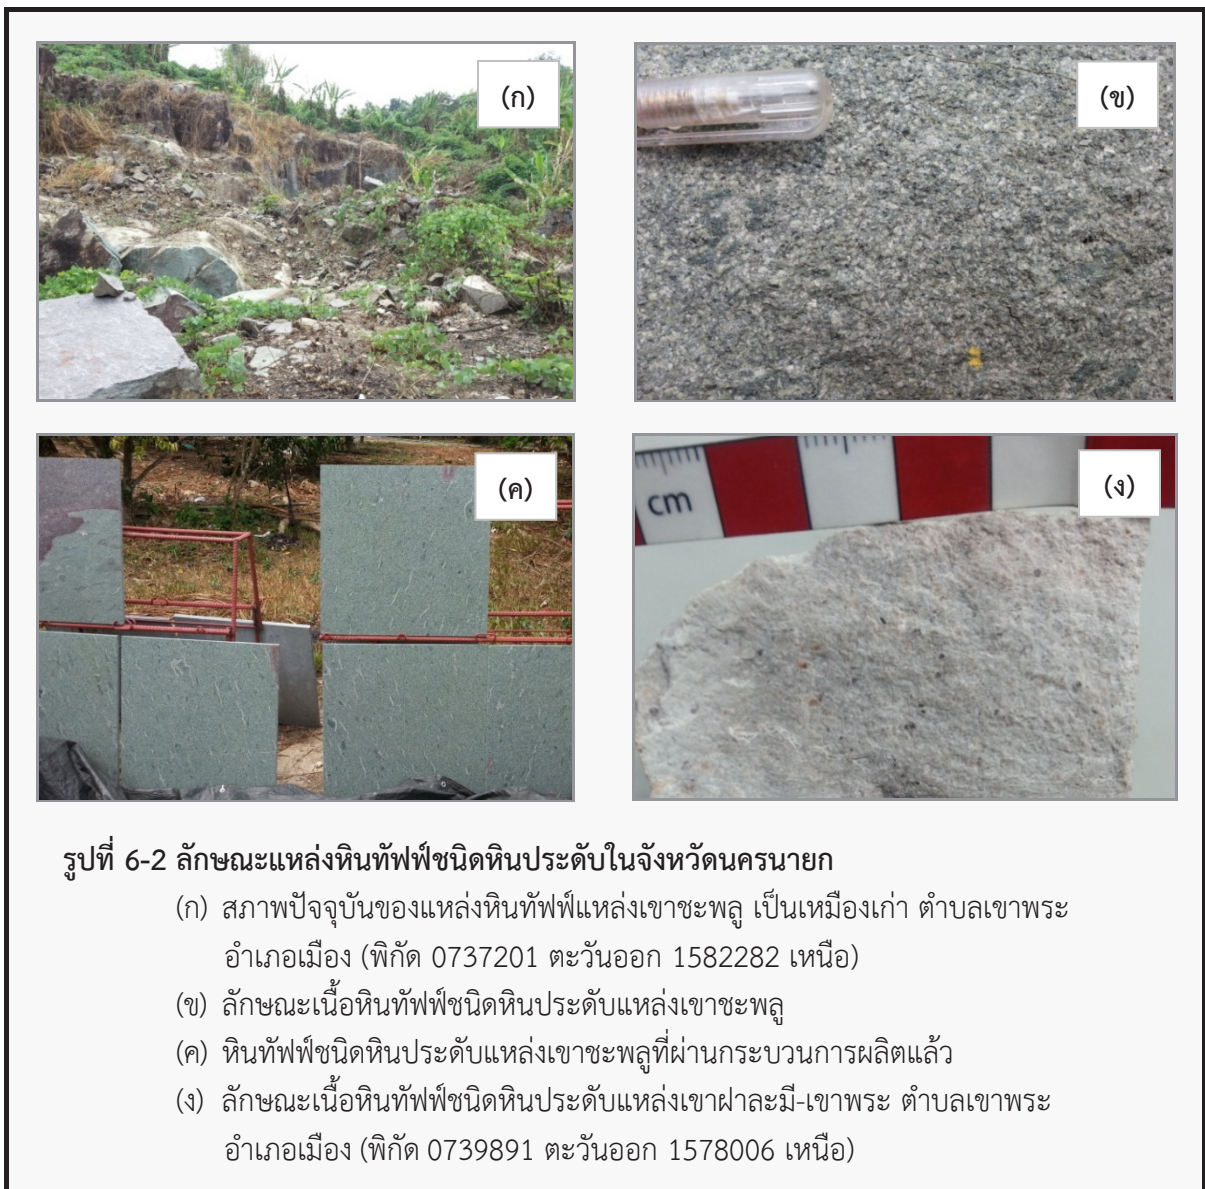 (ก)
(ข)
(ค)
(ง)
cm
รูปที่ 6-2 ลักษณะแหล่งหินทัฟฟ์ชนิดหินประดับในจังหวัดนครนายก
(ก) สภาพปัจจุบันของแหล่งหินทัฟฟ์แหล่งเขาชะพลู เป็นเหมืองเก่า ตำบลเขาพระ
อำเภอเมือง (พิกัด 0737201 ตะวันออก 1582282 เหนือ)
(ข) ลักษณะเนื้อหินทัฟฟ์ชนิดหินประดับแหล่งเขาชะพลู
(ค) หินทัฟฟ์ชนิดหินประดับแหล่งเขาชะพลูที่ผ่านกระบวนการผลิตแล้ว
(ง) ลักษณะเนื้อหินทัฟฟ์ชนิดหินประดับแหล่งเขาฝาละมี-เขาพระ ตำบลเขาพระ
อำเภอเมือง (พิกัด 0739891 ตะวันออก 1578006 เหนือ)